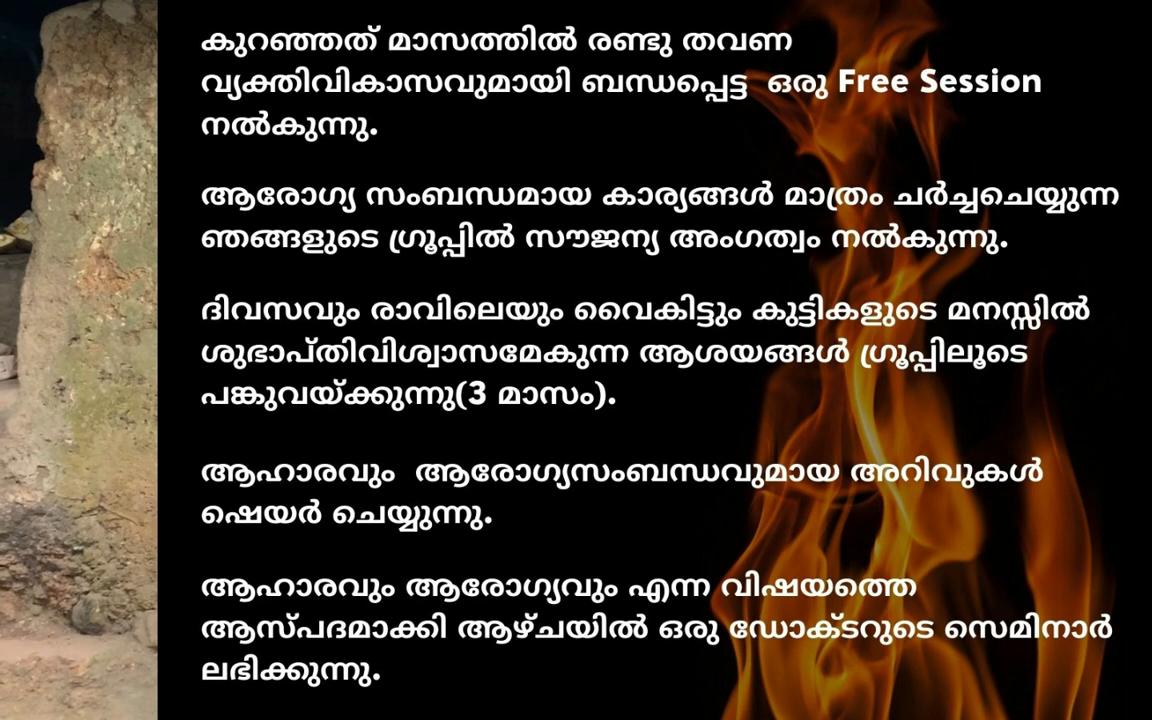 കുറഞ്ഞത് മാസത്തിൽ രണ്ടു തവണ
വ്യക്തിവികാസവുമായി ബന്ധപ്പെട്ട ഒരു Free Session
നൽകുന്നു.
ആരോഗ്യ സംബന്ധമായ കാര്യങ്ങൾ മാത്രം ചർച്ചചെയ്യുന്ന
ഞങ്ങളുടെ ഗ്രൂപ്പിൽ സൗജന്യ അംഗത്വം നൽകുന്നു.
ദിവസവും രാവിലെയും വൈകിട്ടും കുട്ടികളുടെ മനസ്സിൽ
ശുഭാപ്തിവിശ്വാസമേകുന്ന ആശയങ്ങൾ ഗ്രൂപ്പിലൂടെ
പങ്കുവയ്ക്കുന്നു(3 മാസം).
ആഹാരവും ആരോഗ്യസംബന്ധവുമായ അറിവുകൾ
ഷെയർ ചെയ്യുന്നു.
ആഹാരവും ആരോഗ്യവും എന്ന വിഷയത്തെ
ആസ്പദമാക്കി ആഴ്ചയിൽ ഒരു ഡോക്ടറുടെ സെമിനാർ
ലഭിക്കുന്നു.